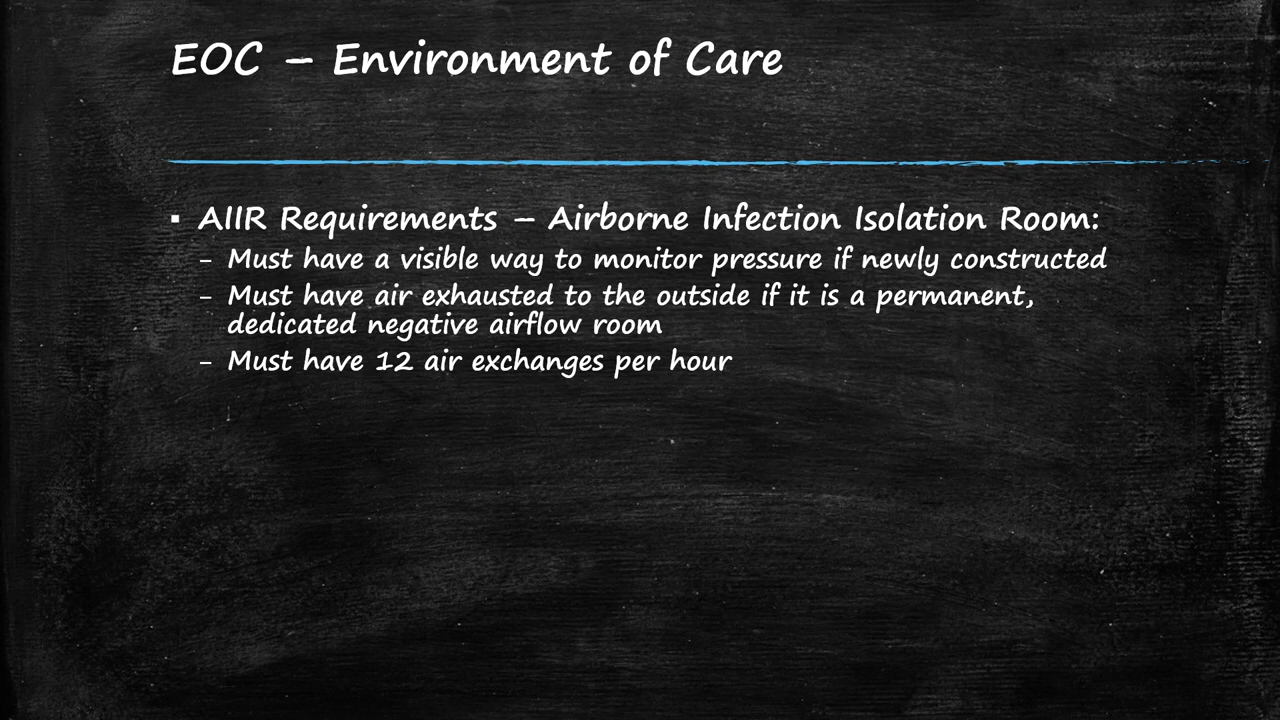 EOC – Environment of Care
▪ AIIR Requirements – Airborne Infection Isolation Room:
– Must have a visible way to monitor pressure if newly constructed
– Must have air exhausted to the outside if it is a permanent,
dedicated negative airflow room
– Must have 12 air exchanges per hour